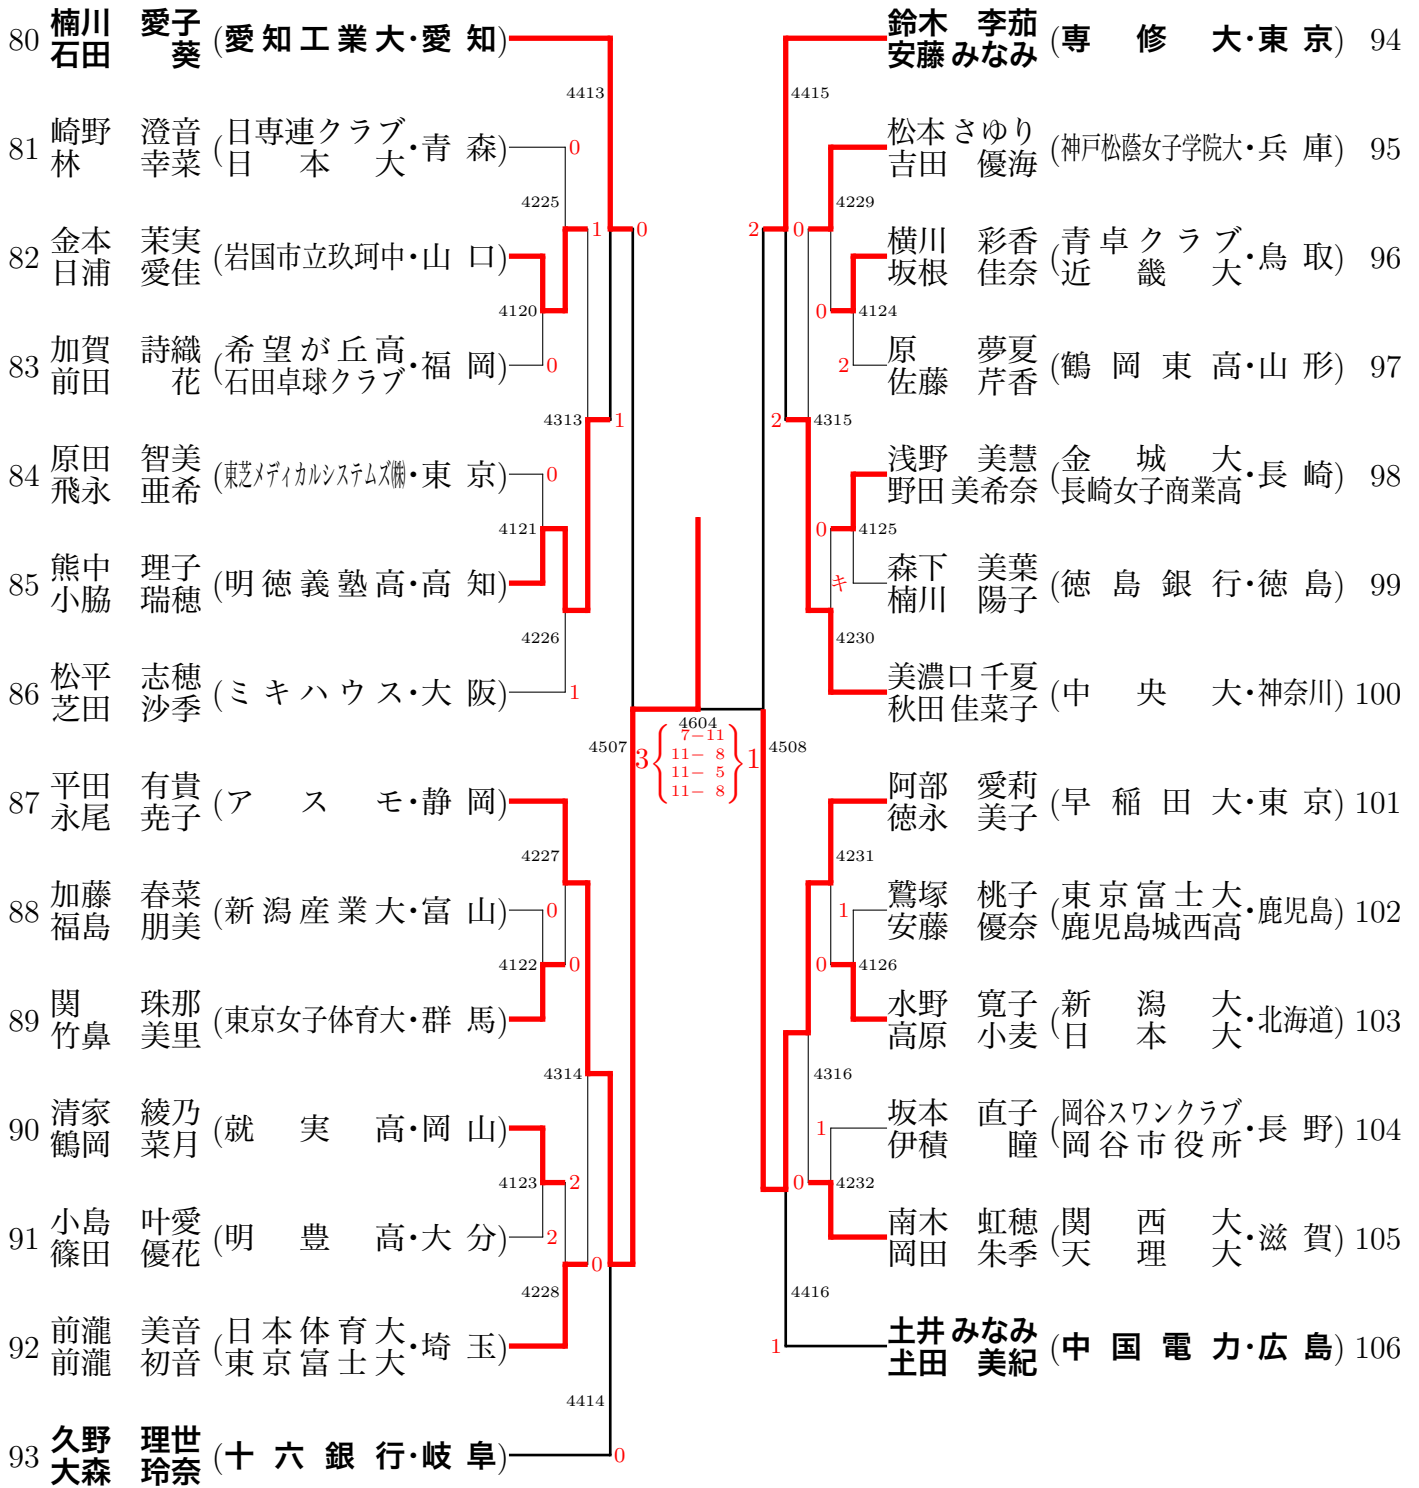 80 楠川 愛子 石田 葵 (愛知工業大・愛知)
4413
81 崎野 澄音 林 幸菜 (日専連クラブ 日本大・青森) 0
4225
1 0
82 金本 茉実 日浦 愛佳 (岩国市立玖珂中・山口)
4120
83 加賀 詩織 前田 花 (希望が丘高 石田卓球クラブ・福岡) 0
4313 1
84 原田 智美 飛永 亜希 (東芝メディカルシステムズ㈱・東京) 0
4121
85 熊中 理子 小脇 瑞穂 (明徳義塾高・高知)
4226
86 松平 志穂 芝田 沙季 (ミキハウス・大阪) 1
4507
87 平田 有貴 永尾 尭子 (アスモ・静岡)
4227
88 加藤 春菜 福島 朋美 (新潟産業大・富山) 0
4122 0
89 関 珠那 竹鼻 美里 (東京女子体育大・群馬)
4314
90 清家 綾乃 鶴岡 菜月 (就実高・岡山)
4123 2
91 小島 叶愛 篠田 優花 (明豊高・大分) 2
0
4228
92 前瀧 美音 前瀧 初音 (日本体育大 東京富士大・埼玉)
4414
93 久野 理世 大森 玲奈 (十六銀行・岐阜) 0
4604
3 1
7-11
11- 8
11- 5
11- 8
鈴木 李茄 安藤 みなみ (専修大・東京) 94
4415
松本 さゆり 吉田 優海 (神戸松蔭女子学院大・兵庫) 95
4229
2 0
横川 彩香 坂根 佳奈 (青卓クラブ 近畿大・鳥取) 96
0 4124
2 原 夢夏 佐藤 芹香 (鶴岡東高・山形) 97
2 4315
浅野 美慧 野田 美希奈 (金城大 長崎女子商業高・長崎) 98
0 4125
キ 森下 美葉 楠川 陽子 (徳島銀行・徳島) 99
4230
美濃口 千夏 秋田 佳菜子 (中央大・神奈川) 100
4508
阿部 愛莉 徳永 美子 (早稲田大・東京) 101
4231
1 鷲塚 桃子 安藤 優奈 (東京富士大 鹿児島城西高・鹿児島) 102
0 4126
水野 寛子 高原 小麦 (新潟大 日本大・北海道) 103
4316
1 坂本 直子 伊積 瞳 (岡谷スワンクラブ 岡谷市役所・長野) 104
0 4232
南木 虹穂 岡田 朱季 (関西大 天理大・滋賀) 105
4416
1 土井 みなみ 土田 美紀 (中国電力・広島) 106